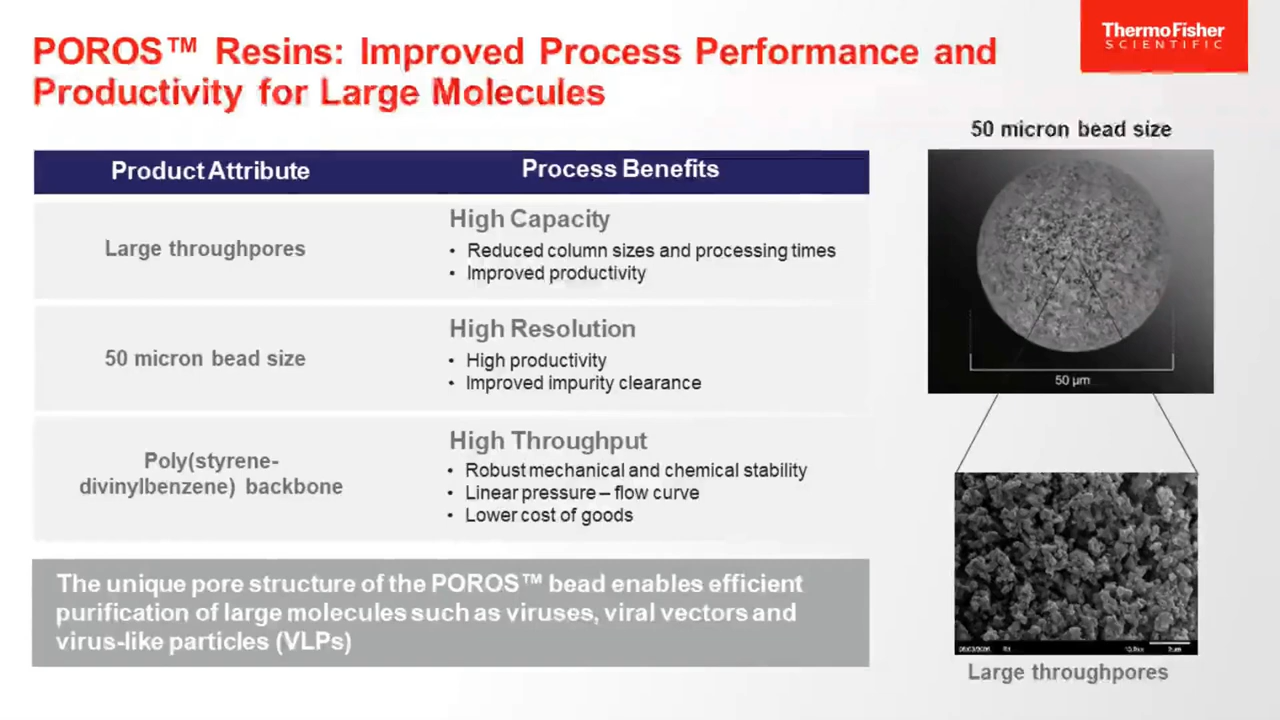 POROS™ Resins: Improved Process Performance and
Productivity for Large Molecules
ThermoFisher
SCIENTIFIC
Product Attribute
Process Benefits
Large throughpores
High Capacity
• Reduced column sizes and processing times
• Improved productivity
50 micron bead size
High Resolution
• High productivity
• Improved impurity clearance
Poly(styrene-
divinylbenzene) backbone
High Throughput
• Robust mechanical and chemical stability
• Linear pressure – flow curve
• Lower cost of goods
The unique pore structure of the POROS™ bead enables efficient
purification of large molecules such as viruses, viral vectors and
virus-like particles (VLPs)
50 micron bead size
50 µm
Large throughpores